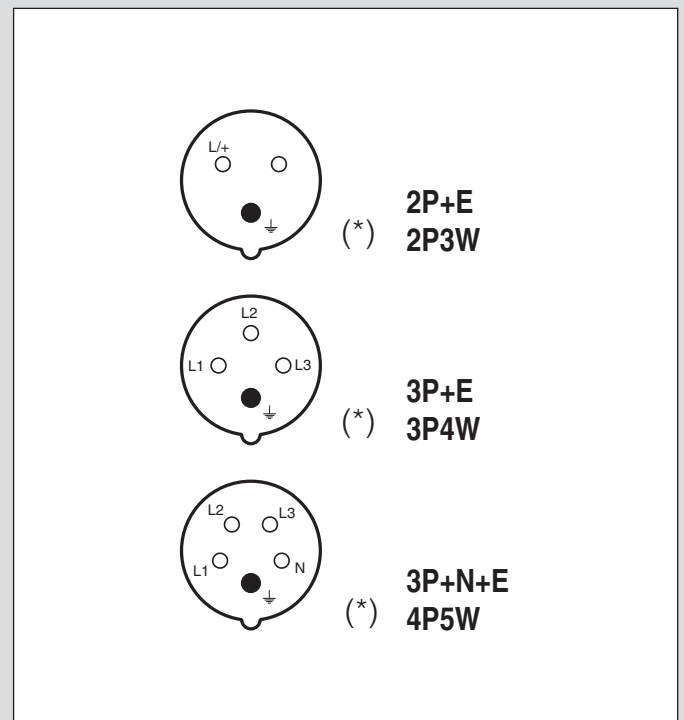 L/+
(*) 2P+E
2P3W
L2
L1 L3
(*) 3P+E
3P4W
L2 L3
L1 N
(*) 3P+N+E
4P5W